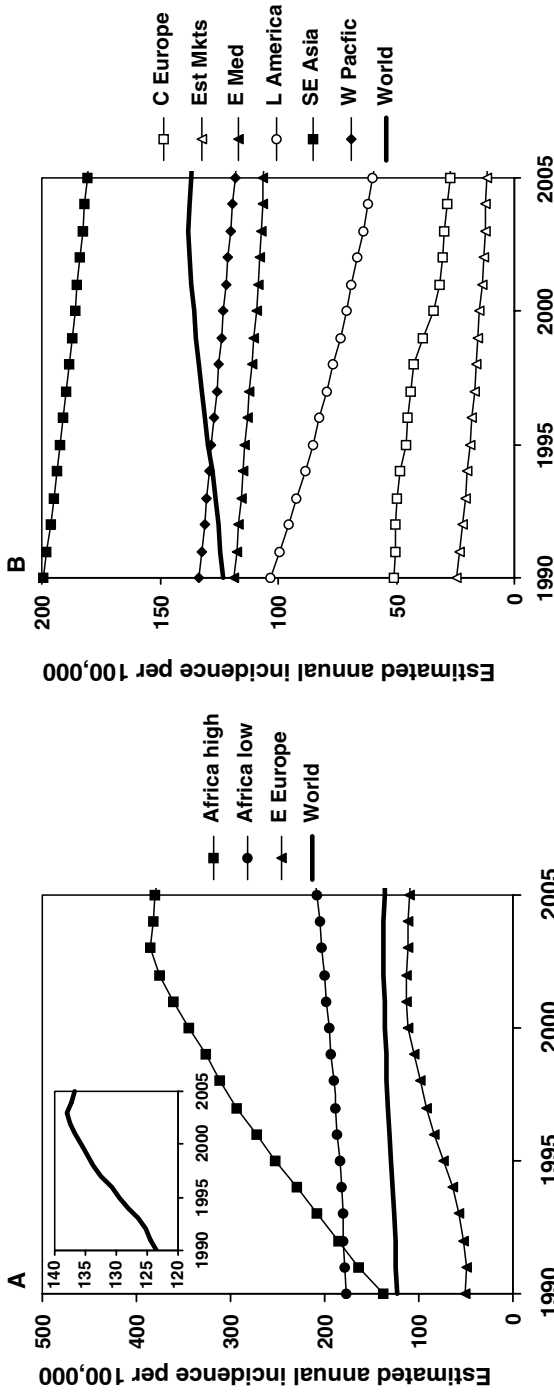 A
Estimated annual incidence per 100,000
500
400
300
200
100
0
1990
1995
2000
2005
140
135
130
125
120
1990
1995
2000
2005
Africa high
Africa low
E Europe
World
B
Estimated annual incidence per 100,000
200
150
100
50
0
1990
1995
2000
2005
C Europe
Est Mkts
E Med
L America
SE Asia
W Pacfic
World